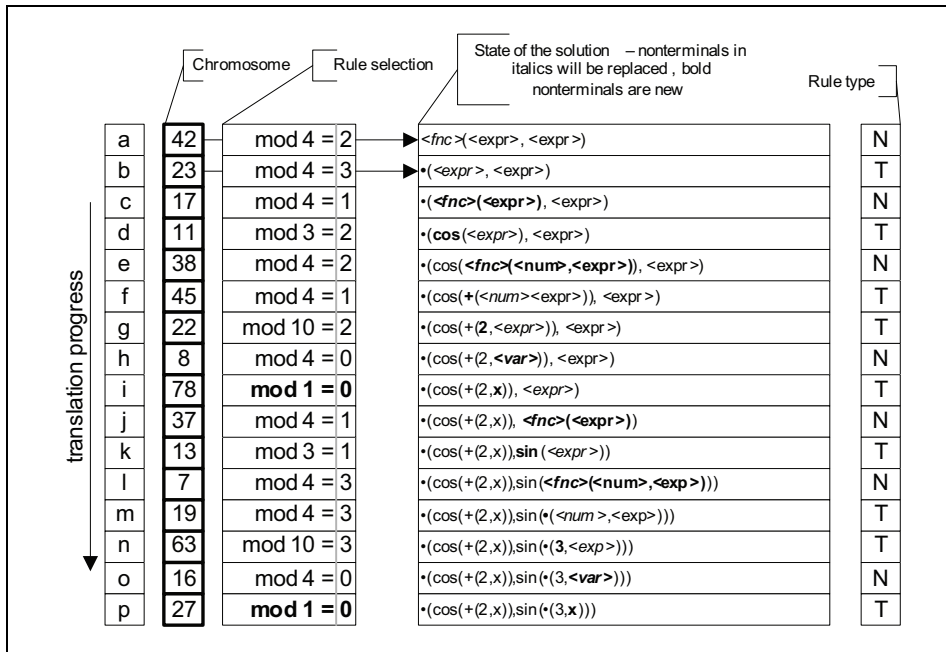 Chromosome
Rule selection
State of the solution – nonterminals in
italics will be replaced , bold
nonterminals are new
Rule type
translation progress
a 42 mod 4 = 2 <fnc>(<expr>, <expr>) N
b 23 mod 4 = 3 •(<expr>, <expr>) T
c 17 mod 4 = 1 •(<fnc>(<expr>), <expr>) N
d 11 mod 3 = 2 •(cos(<expr>), <expr>) T
e 38 mod 4 = 2 •(cos(<fnc>(<num>,<expr>)), <expr>) N
f 45 mod 4 = 1 •(cos(+(<num><expr>)), <expr>) T
g 22 mod 10 = 2 •(cos(+(2,<expr>)), <expr>) T
h 8 mod 4 = 0 •(cos(+(2,<var>)), <expr>) N
i 78 mod 1 = 0 •(cos(+(2,x)), <expr>) T
j 37 mod 4 = 1 •(cos(+(2,x)), <fnc>(<expr>)) N
k 13 mod 3 = 1 •(cos(+(2,x)),sin(<expr>)) T
l 7 mod 4 = 3 •(cos(+(2,x)),sin(<fnc>(<num>,<exp>))) N
m 19 mod 4 = 3 •(cos(+(2,x)),sin(•(<num>,<exp>))) T
n 63 mod 10 = 3 •(cos(+(2,x)),sin(•(3,<exp>))) T
o 16 mod 4 = 0 •(cos(+(2,x)),sin(•(3,<var>))) N
p 27 mod 1 = 0 •(cos(+(2,x)),sin(•(3,x))) T